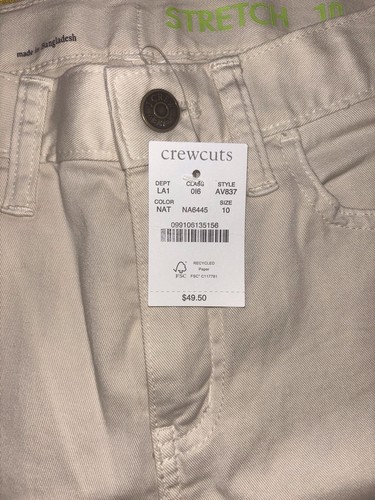 STRETCH 10
made in Bangladesh
crewcuts
DEPT CLASS STYLE
LA1 016 AV837
COLOR SIZE
NAT NA6445 10
099106135156
FSC
RECYCLED
Paper
$49.50